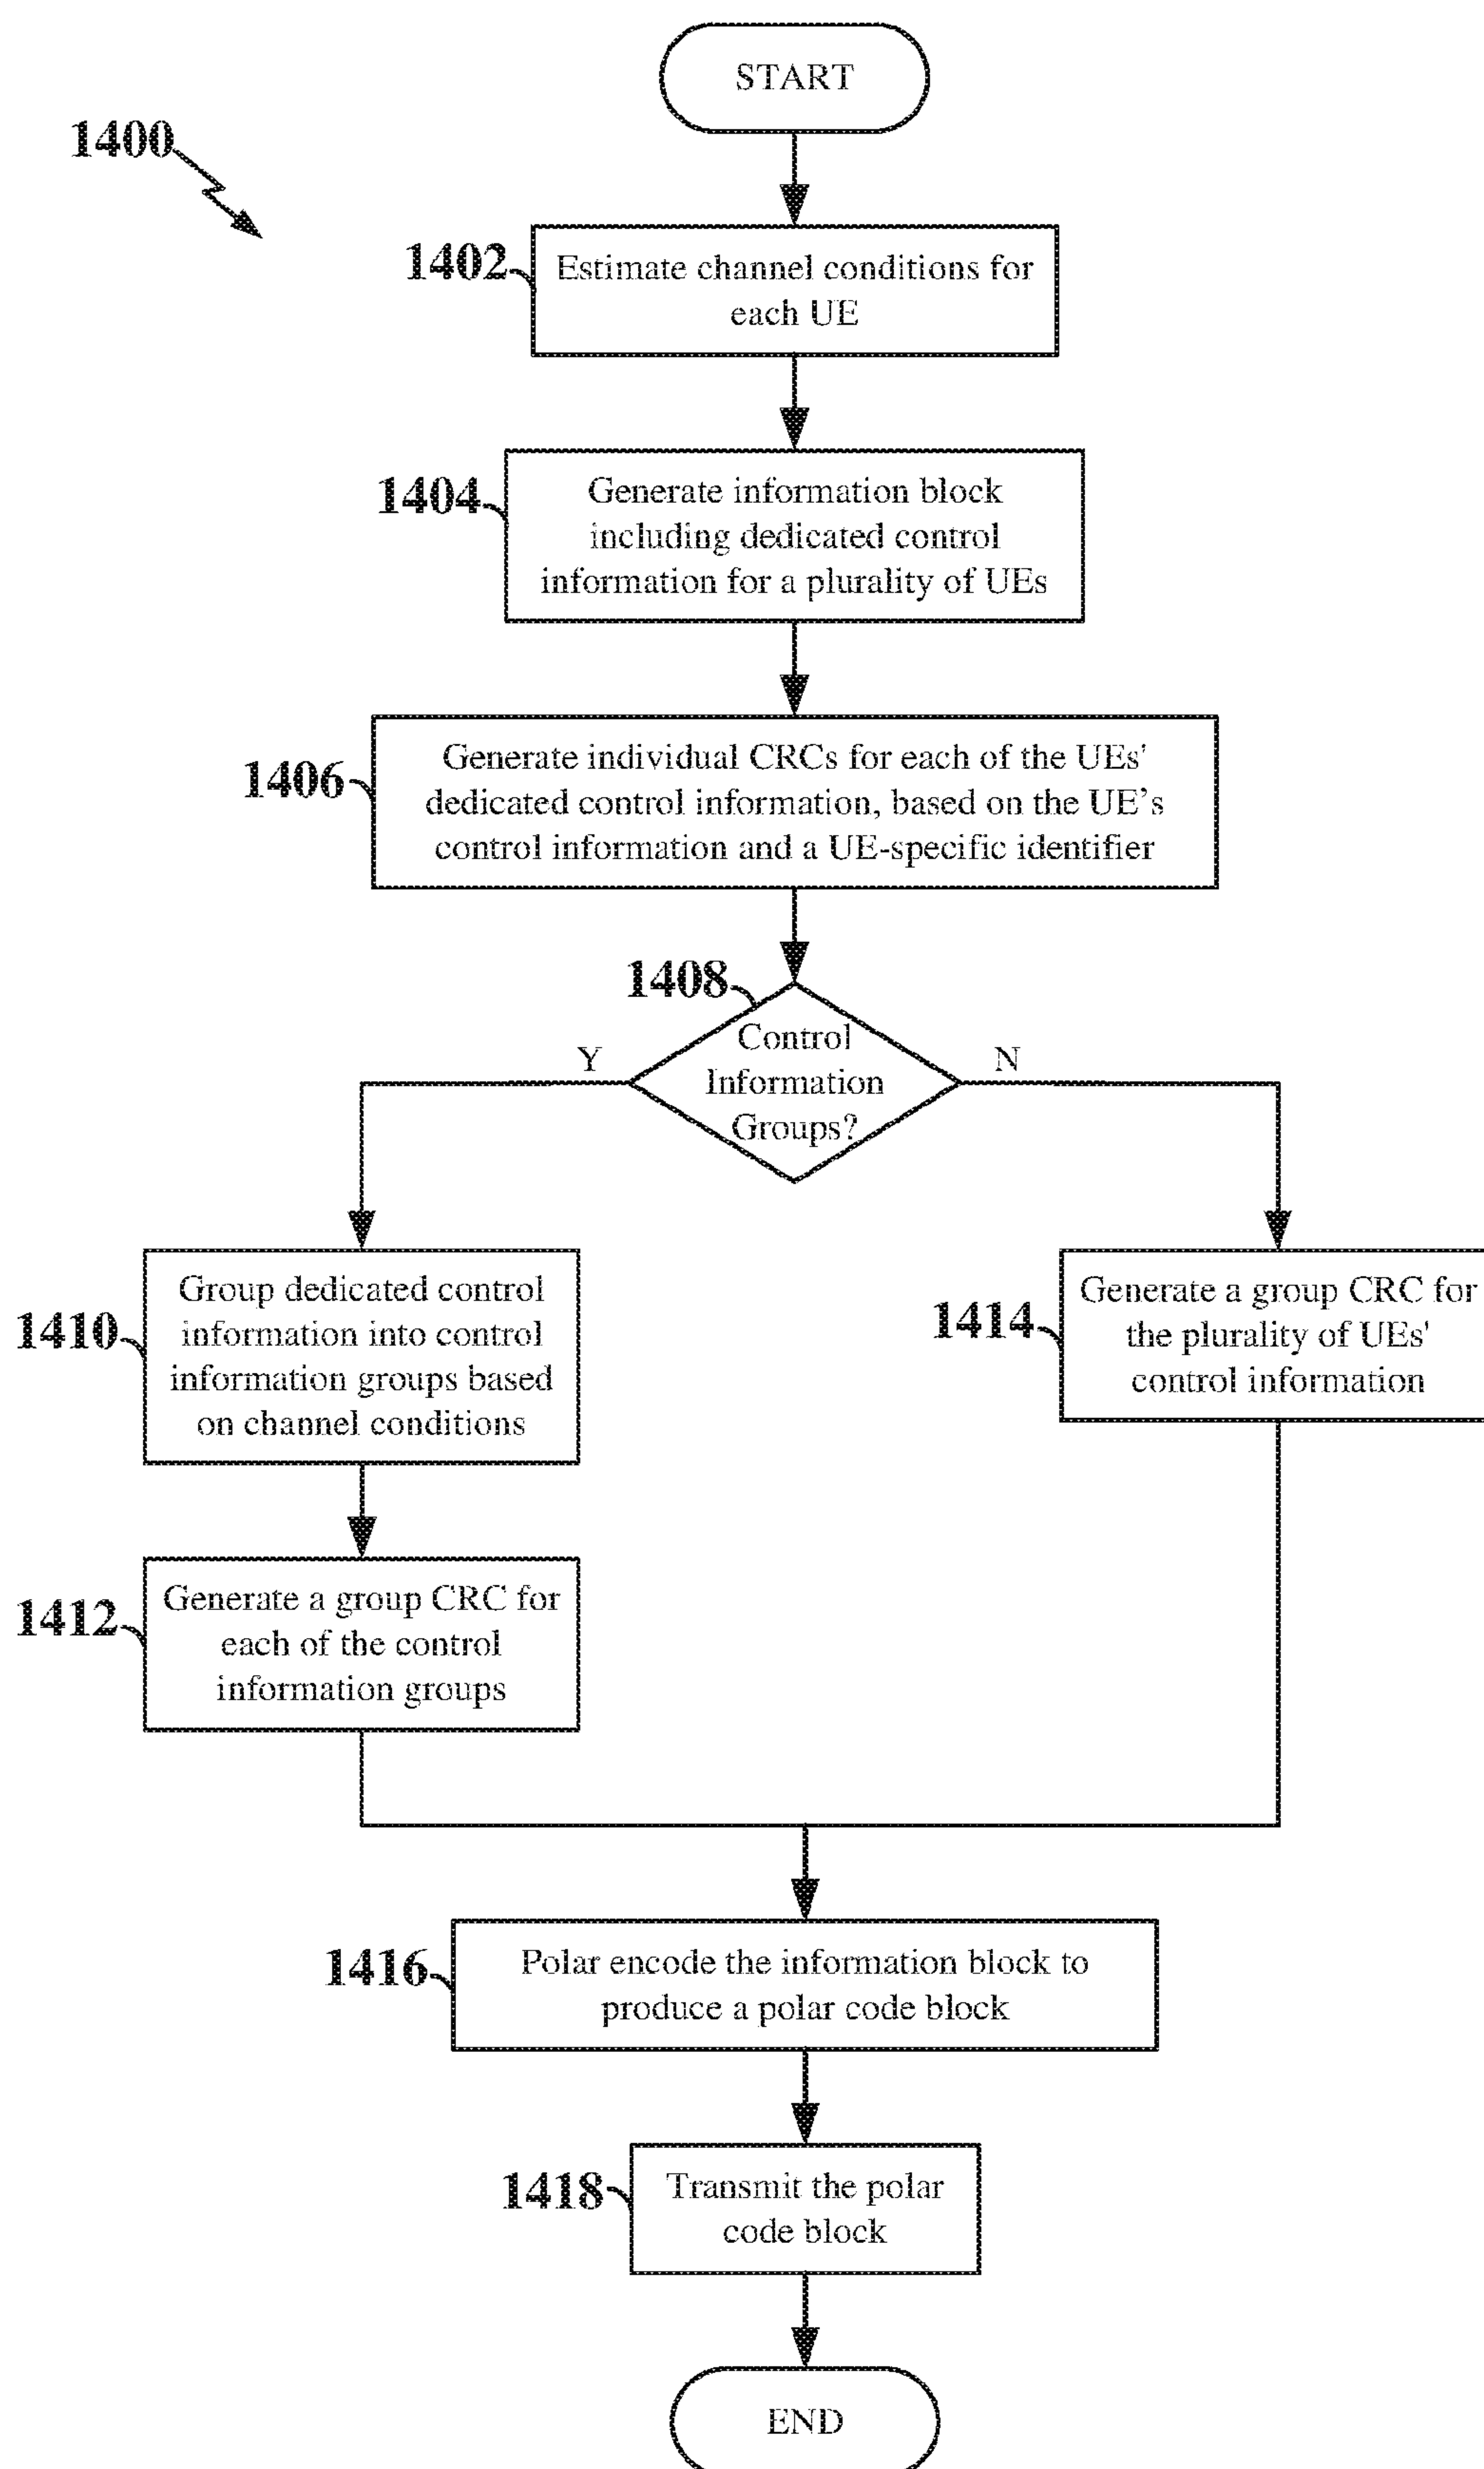 START
1400
1402
Estimate channel conditions for
each UE
1404
Generate information block
including dedicated control
information for a plurality of UEs
1406
Generate individual CRCs for each of the UEs'
dedicated control information, based on the UE’s
control information and a UE-specific identifier
1408
Control
Information
Groups?
Y
N
1410
Group dedicated control
information into control
information groups based
on channel conditions
1414
Generate a group CRC for
the plurality of UEs'
control information
1412
Generate a group CRC for
each of the control
information groups
1416
Polar encode the information block to
produce a polar code block
1418
Transmit the polar
code block
END